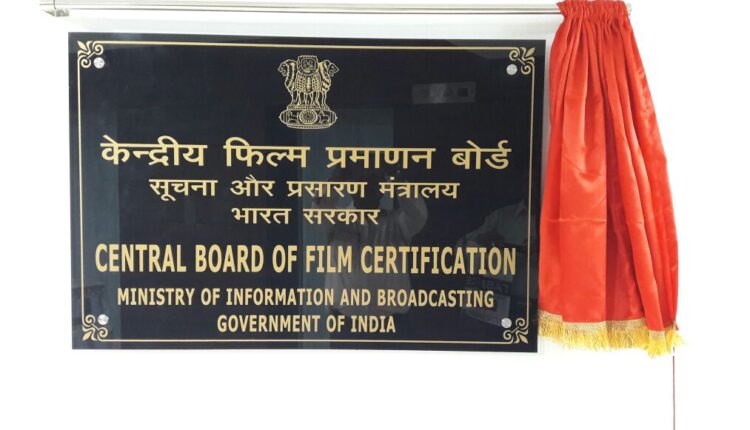 केन्द्रीय फिल्म प्रमाणन बोर्ड
सूचना और प्रसारण मंत्रालय
भारत सरकार
CENTRAL BOARD OF FILM CERTIFICATION
MINISTRY OF INFORMATION AND BROADCASTING
GOVERNMENT OF INDIA